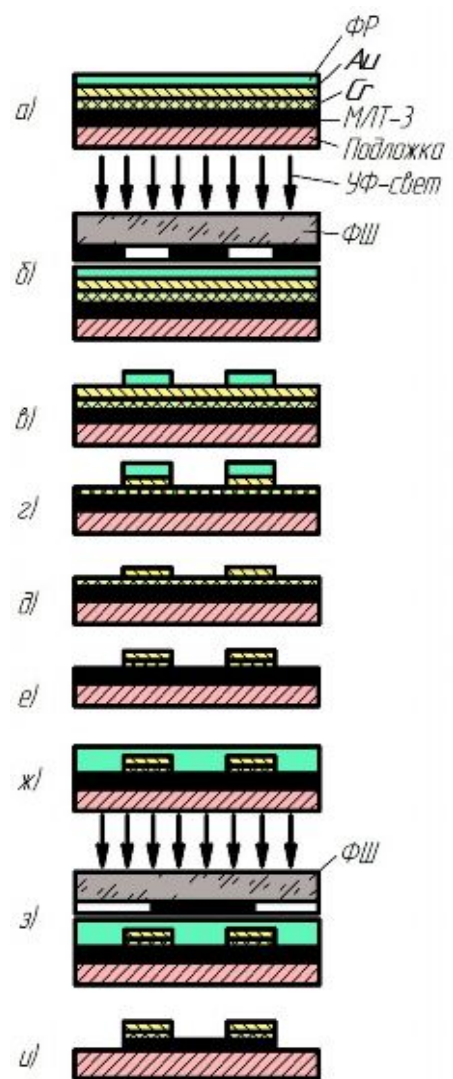 ФР
Au
Cr
а)
МЛТ-3
Подложка
УФ-свет
ФШ
б)
в)
г)
д)
е)
ж)
ФШ
з)
и)